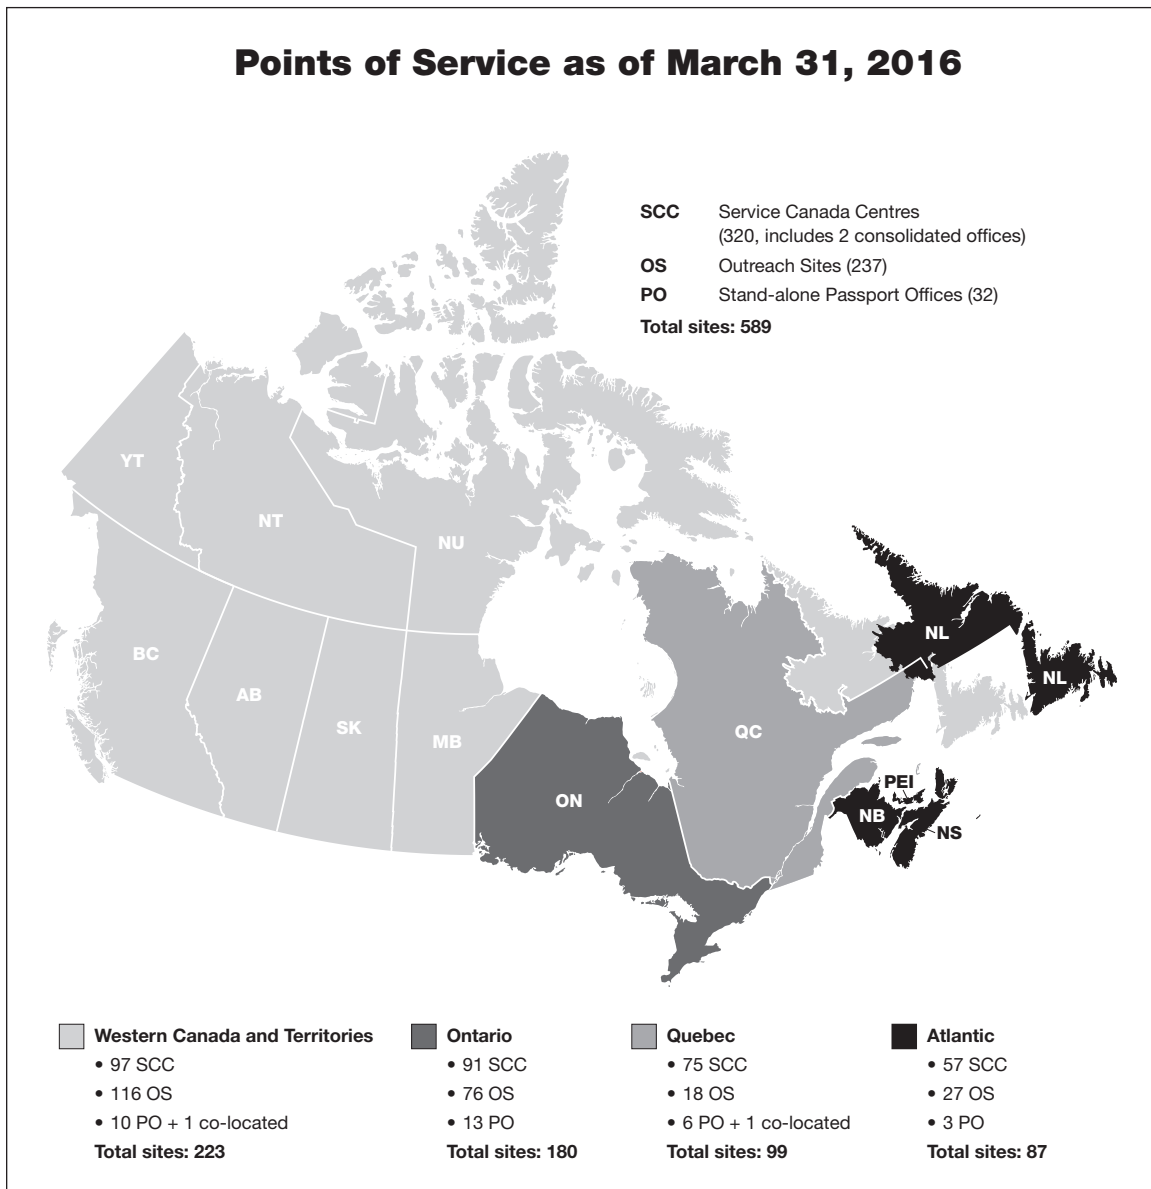 Points of Service as of March 31, 2016
SCC Service Canada Centres
(320, includes 2 consolidated offices)
OS Outreach Sites (237)
PO Stand-alone Passport Offices (32)
Total sites: 589
YT
NT
NU
BC
AB
SK
MB
ON
QC
NL
NL
PEI
NB
NS
Western Canada and Territories
• 97 SCC
• 116 OS
• 10 PO + 1 co-located
Total sites: 223
Ontario
• 91 SCC
• 76 OS
• 13 PO
Total sites: 180
Quebec
• 75 SCC
• 18 OS
• 6 PO + 1 co-located
Total sites: 99
Atlantic
• 57 SCC
• 27 OS
• 3 PO
Total sites: 87